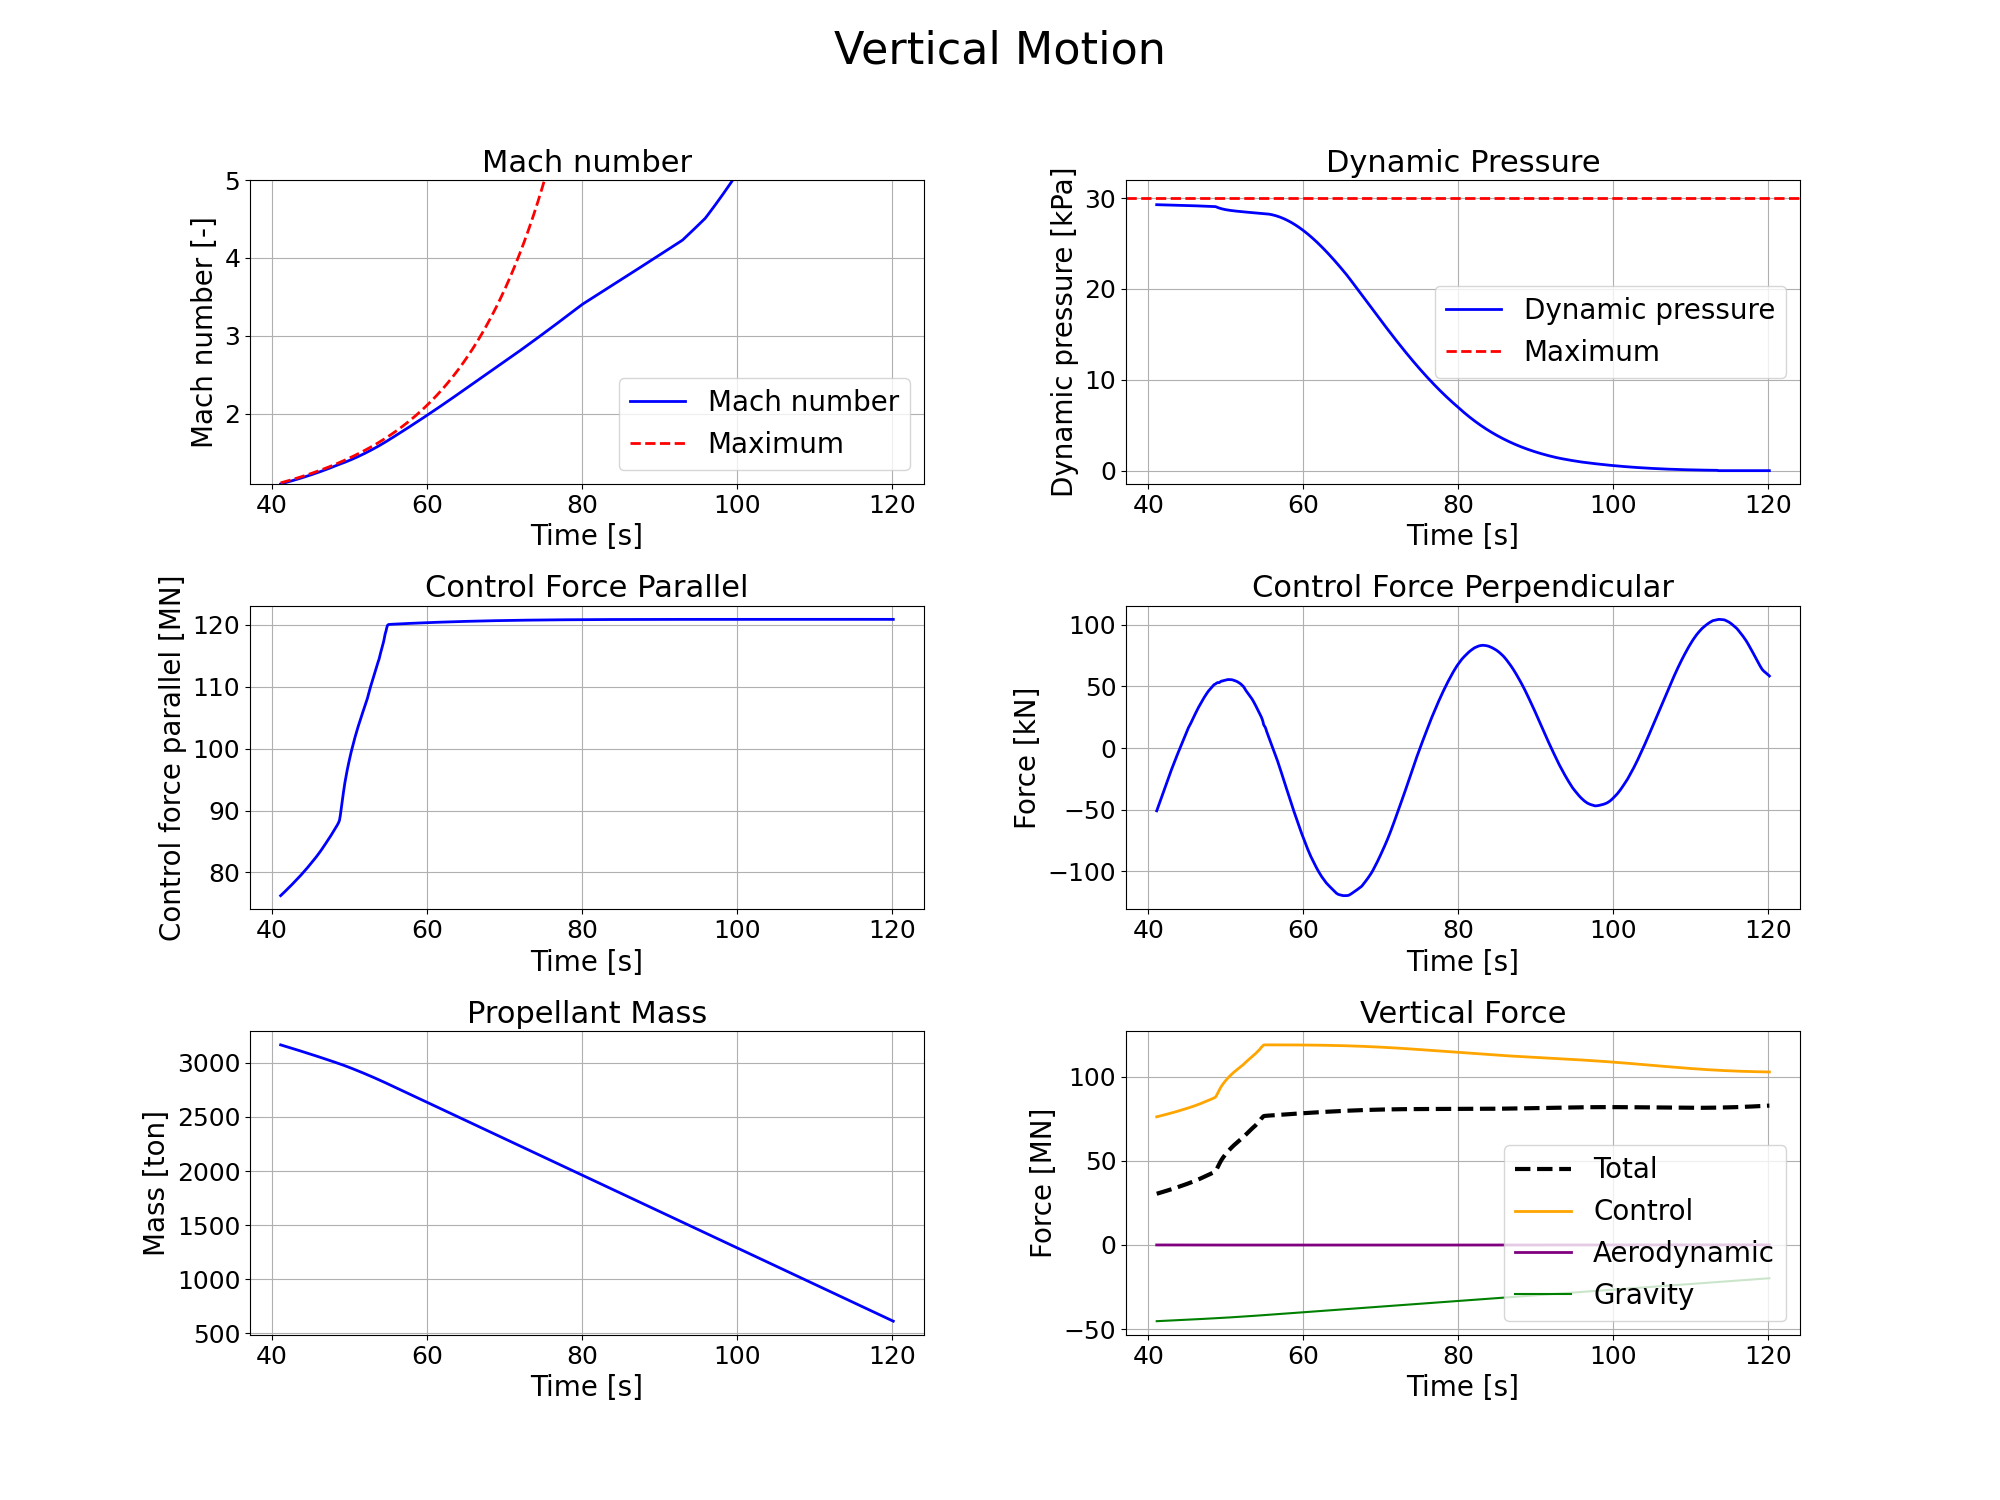 Vertical Motion
Mach number
Mach number [-]
5
4
3
2
Mach number
Maximum
40 60 80 100 120
Time [s]
Dynamic Pressure
Dynamic pressure [kPa]
30
20
10
0
Dynamic pressure
Maximum
40 60 80 100 120
Time [s]
Control Force Parallel
Control force parallel [MN]
120
110
100
90
80
40 60 80 100 120
Time [s]
Control Force Perpendicular
Force [kN]
100
50
0
−50
−100
40 60 80 100 120
Time [s]
Propellant Mass
Mass [ton]
3000
2500
2000
1500
1000
500
40 60 80 100 120
Time [s]
Vertical Force
Force [MN]
100
50
0
−50
Total
Control
Aerodynamic
Gravity
40 60 80 100 120
Time [s]